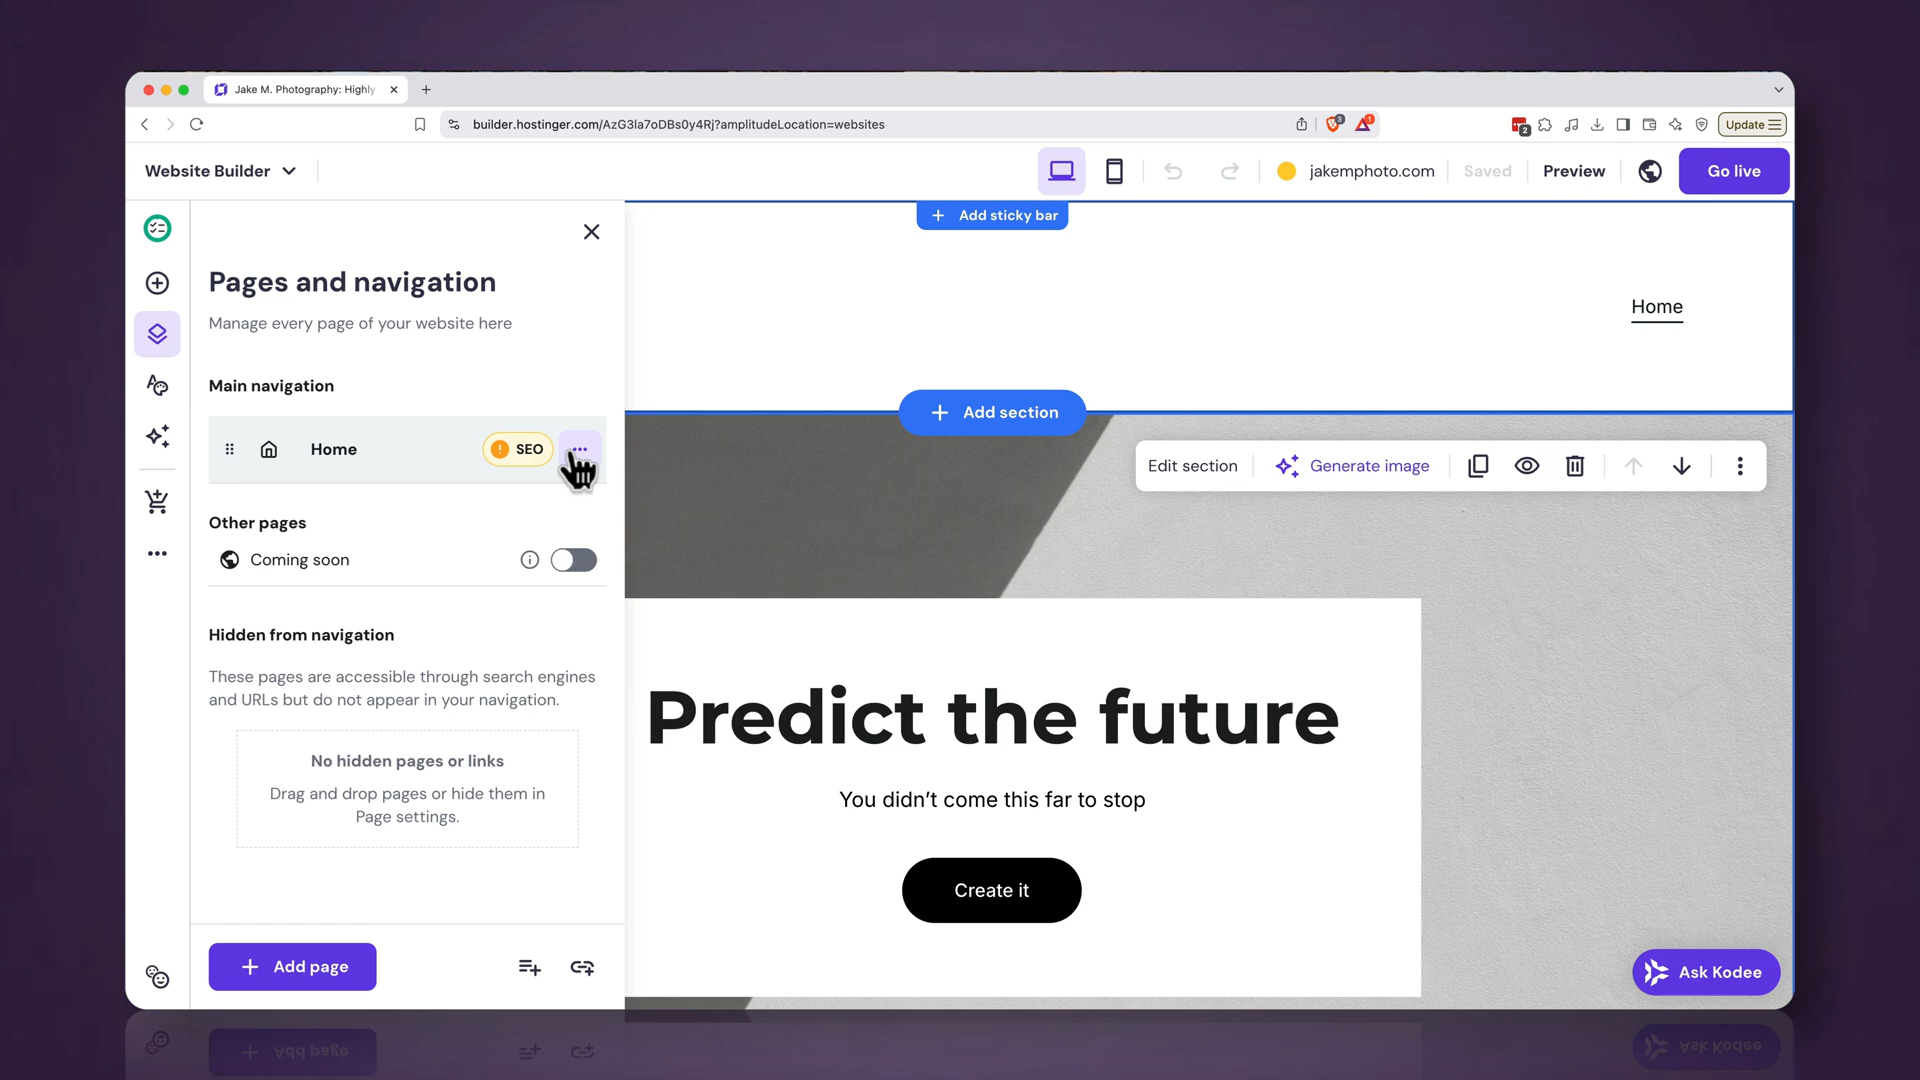 Jake M. Photography: Highly
builder.hostinger.com/AzG3la7oDBs0y4Rj?amplitudeLocation=websites
3
1
2
Update
Website Builder
jakemphoto.com
Saved
Preview
Go live
Add sticky bar
Pages and navigation
Manage every page of your website here
Home
Main navigation
Add section
Home
SEO
Edit section
Generate image
Other pages
Coming soon
Hidden from navigation
These pages are accessible through search engines
and URLs but do not appear in your navigation.
No hidden pages or links
Drag and drop pages or hide them in
Page settings.
Predict the future
You didn’t come this far to stop
Create it
Add page
Ask Kodee